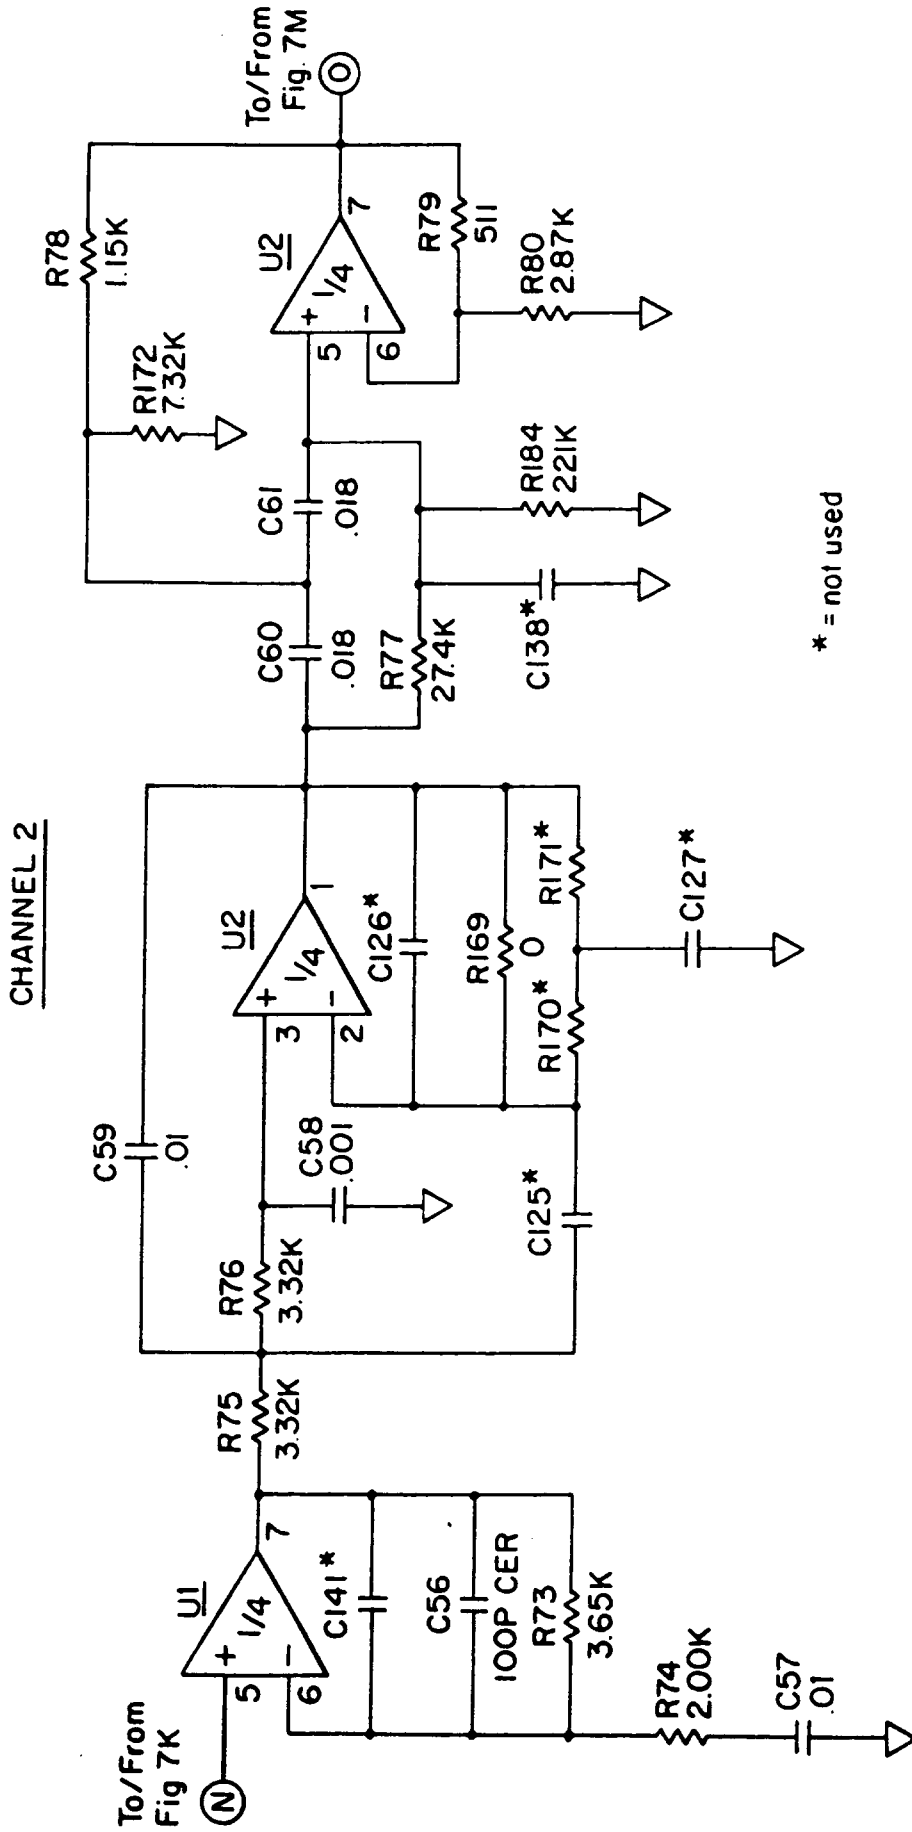 CHANNEL 2
To/From
Fig 7K
N
U1
1/4
+
-
5
6
7
C141*
C56
100P CER
R73
3.65K
R74
2.00K
C57
.01
R75
3.32K
R76
3.32K
C59
.01
C58
.001
U2
1/4
+
-
3
2
1
C126*
R169
0
R170*
R171*
C125*
C127*
C60
.018
C61
.018
R77
27.4K
C138*
R184
221K
R172
7.32K
R78
1.15K
U2
1/4
+
-
5
6
7
R79
511
R80
2.87K
To/From
Fig. 7M
O
* = not used